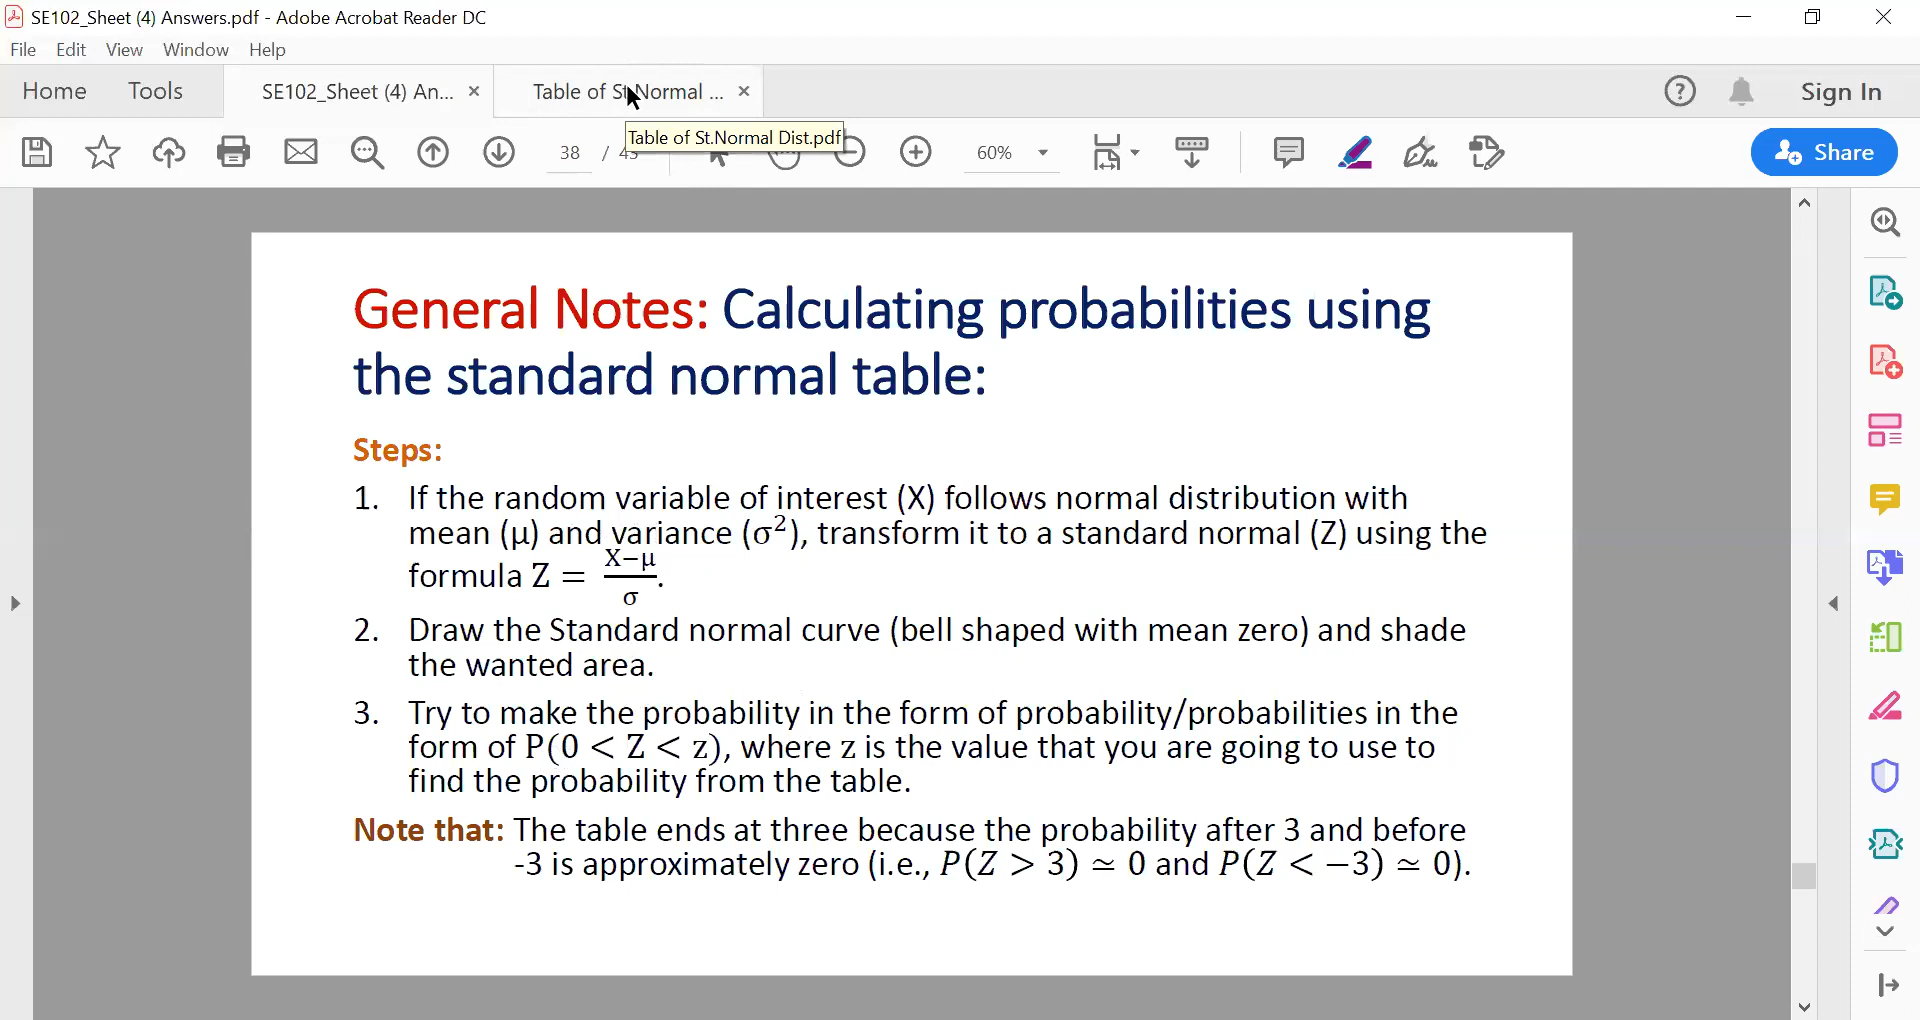 SE102_Sheet (4) Answers.pdf - Adobe Acrobat Reader DC
File Edit View Window Help
Home Tools SE102_Sheet (4) An... × Table of St.Normal ... × Sign In
Table of St.Normal Dist.pdf
38 / 43 60% Share
General Notes: Calculating probabilities using
the standard normal table:
Steps:
1. If the random variable of interest (X) follows normal distribution with
mean (μ) and variance (σ²), transform it to a standard normal (Z) using the
formula Z = (X−μ)/σ.
2. Draw the Standard normal curve (bell shaped with mean zero) and shade
the wanted area.
3. Try to make the probability in the form of probability/probabilities in the
form of P(0 < Z < z), where z is the value that you are going to use to
find the probability from the table.
Note that: The table ends at three because the probability after 3 and before
-3 is approximately zero (i.e., P(Z > 3) ≃ 0 and P(Z < −3) ≃ 0).